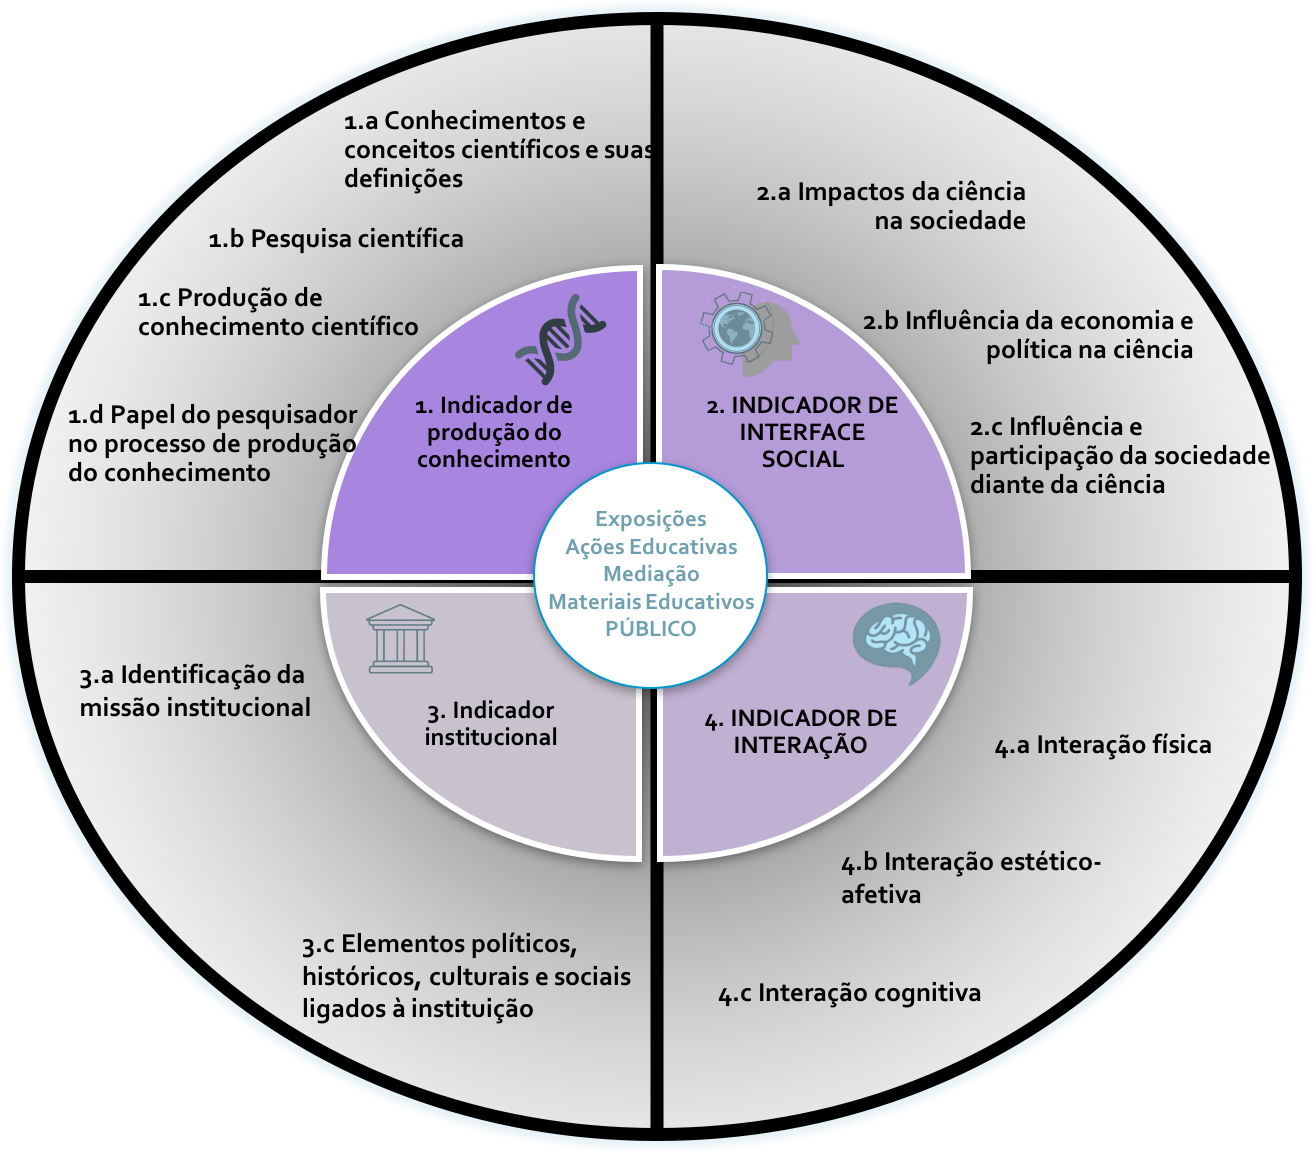 1.a Conhecimentos e
conceitos científicos e suas
definições
1.b Pesquisa científica
1.c Produção de
conhecimento científico
1.d Papel do pesquisador
no processo de produção
do conhecimento
1. Indicador de
produção do
conhecimento
2.a Impactos da ciência
na sociedade
2.b Influência da economia e
política na ciência
2.c Influência e
participação da sociedade
diante da ciência
2. INDICADOR DE
INTERFACE
SOCIAL
Exposições
Ações Educativas
Mediação
Materiais Educativos
PÚBLICO
3.a Identificação da
missão institucional
3. Indicador
institucional
3.c Elementos políticos,
históricos, culturais e sociais
ligados à instituição
4. INDICADOR DE
INTERAÇÃO
4.a Interação física
4.b Interação estético-
afetiva
4.c Interação cognitiva